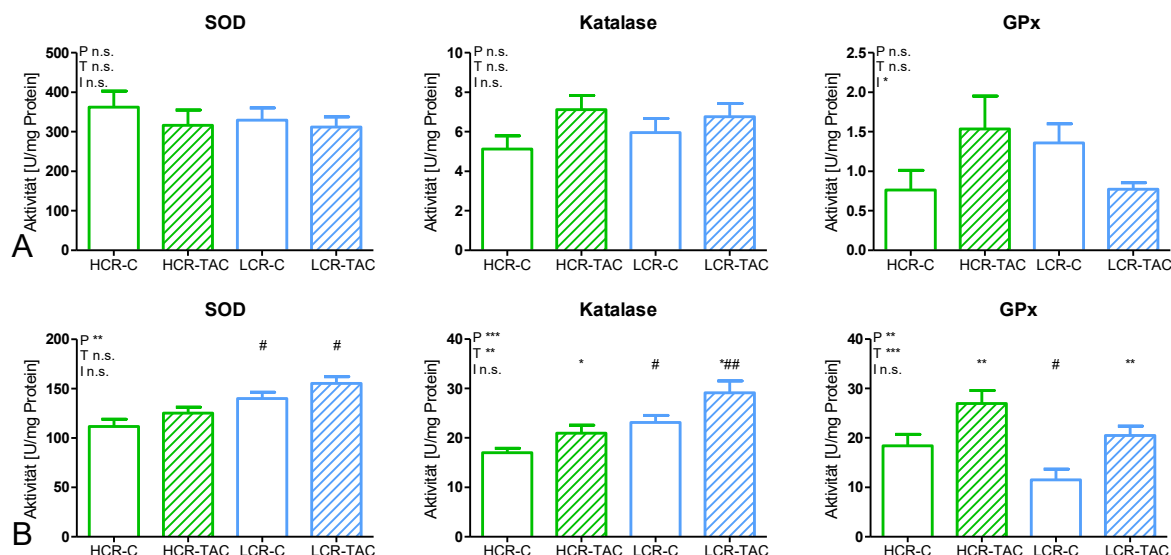 SOD
Aktivität [U/mg Protein]
500
400
300
200
100
0
P n.s.
T n.s.
I n.s.
HCR-C
HCR-TAC
LCR-C
LCR-TAC
Katalase
Aktivität [U/mg Protein]
10
8
6
4
2
0
P n.s.
T n.s.
I n.s.
HCR-C
HCR-TAC
LCR-C
LCR-TAC
GPx
Aktivität [U/mg Protein]
2.5
2.0
1.5
1.0
0.5
0.0
P n.s.
T n.s.
I *
HCR-C
HCR-TAC
LCR-C
LCR-TAC
A
SOD
Aktivität [U/mg Protein]
200
150
100
50
0
P **
T n.s.
I n.s.
# #
HCR-C
HCR-TAC
LCR-C
LCR-TAC
Katalase
Aktivität [U/mg Protein]
40
30
20
10
0
P ***
T **
I n.s.
* # *##
HCR-C
HCR-TAC
LCR-C
LCR-TAC
GPx
Aktivität [U/mg Protein]
40
30
20
10
0
P **
T ***
I n.s.
** # **
HCR-C
HCR-TAC
LCR-C
LCR-TAC
B